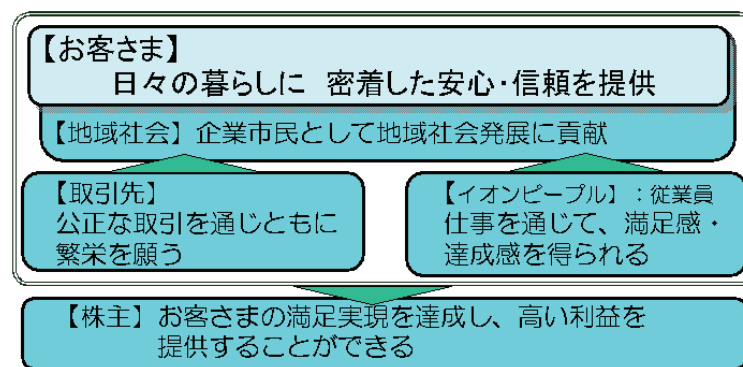 【お客さま】
日々の暮らしに 密着した安心・信頼を提供
【地域社会】企業市民として地域社会発展に貢献
【取引先】
公正な取引を通じともに
繁栄を願う
【イオンピープル】:従業員
仕事を通じて、満足感・
達成感を得られる
【株主】お客さまの満足実現を達成し、高い利益を
提供することができる